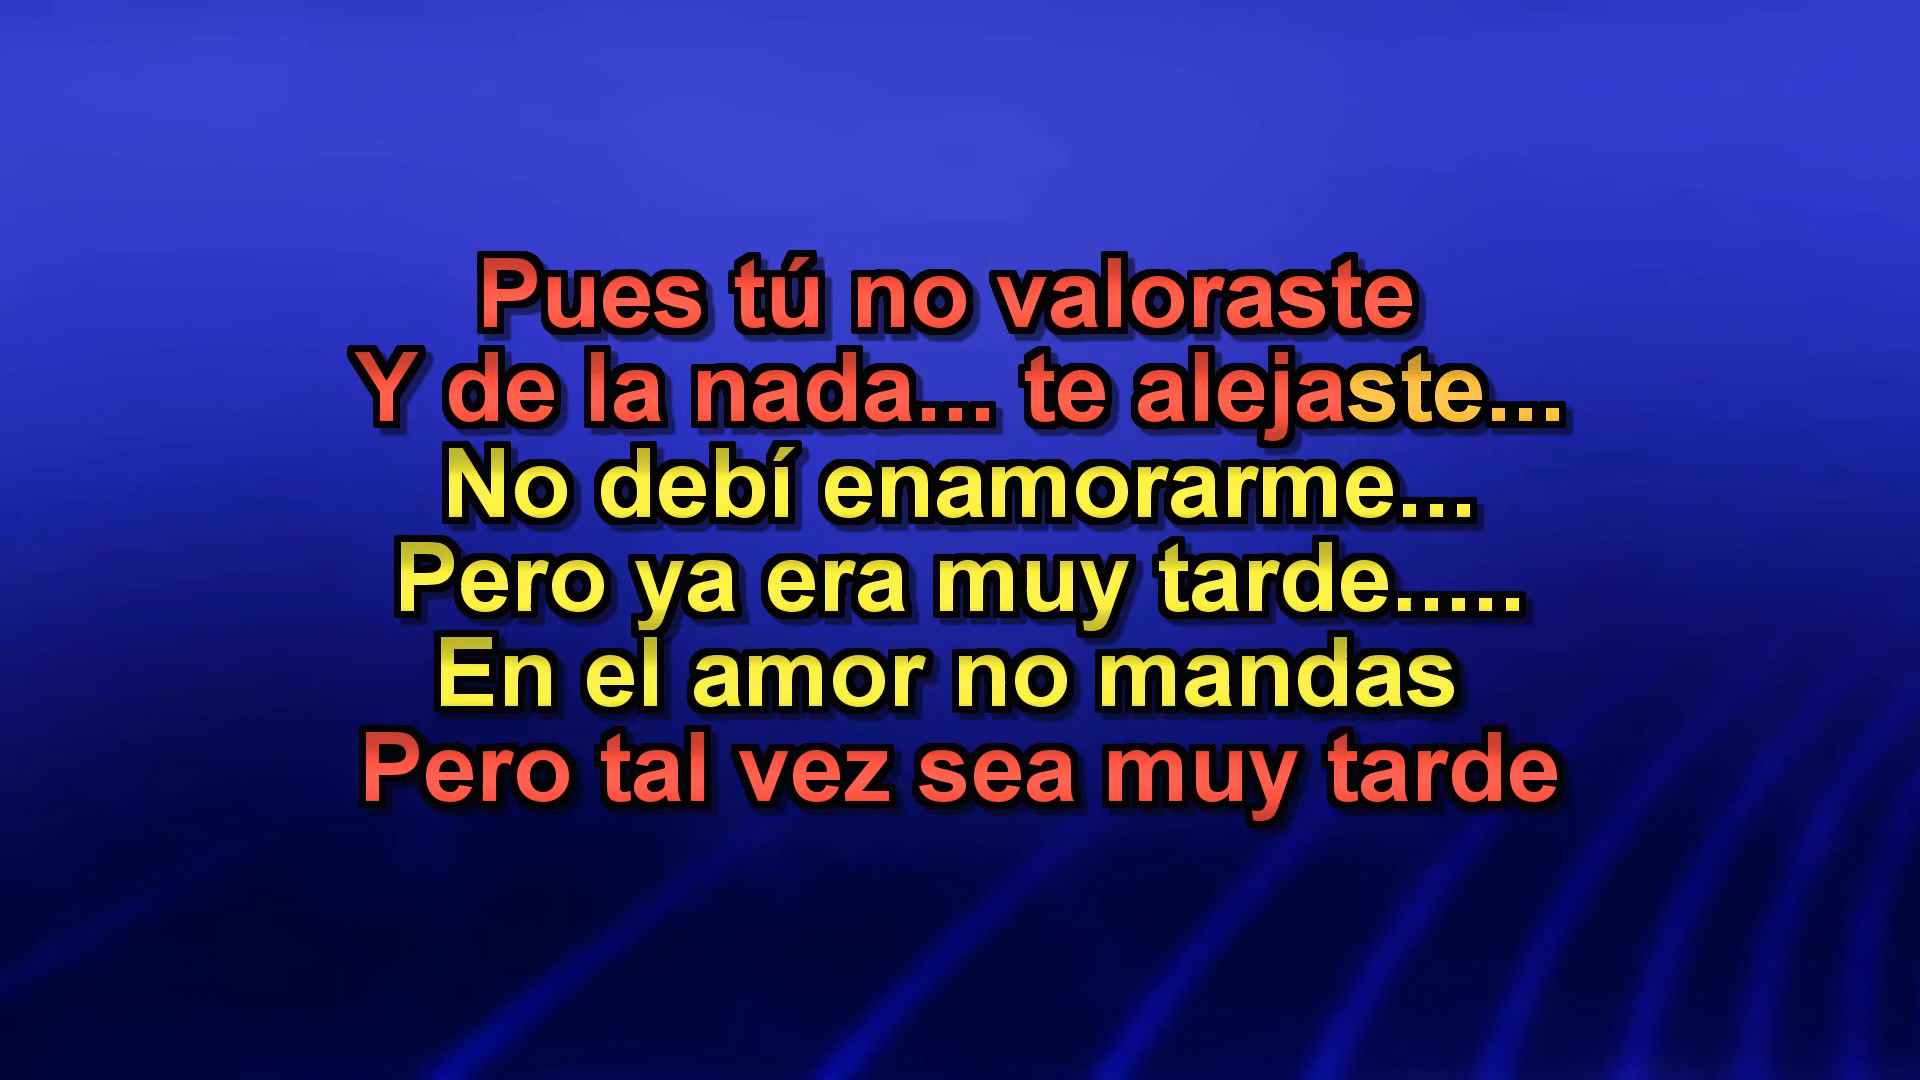 Pues tú no valoraste
Y de la nada... te alejaste...
No debí enamorarme...
Pero ya era muy tarde.....
En el amor no mandas
Pero tal vez sea muy tarde